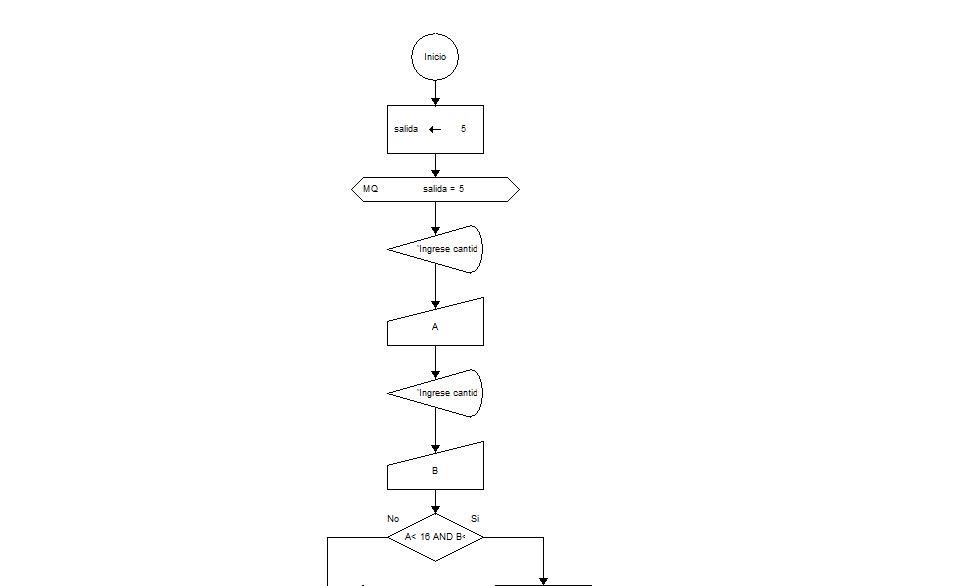 Inicio
salida ← 5
MQ salida = 5
'Ingrese cantid
A
'Ingrese cantid
B
No Si
A< 16 AND B<